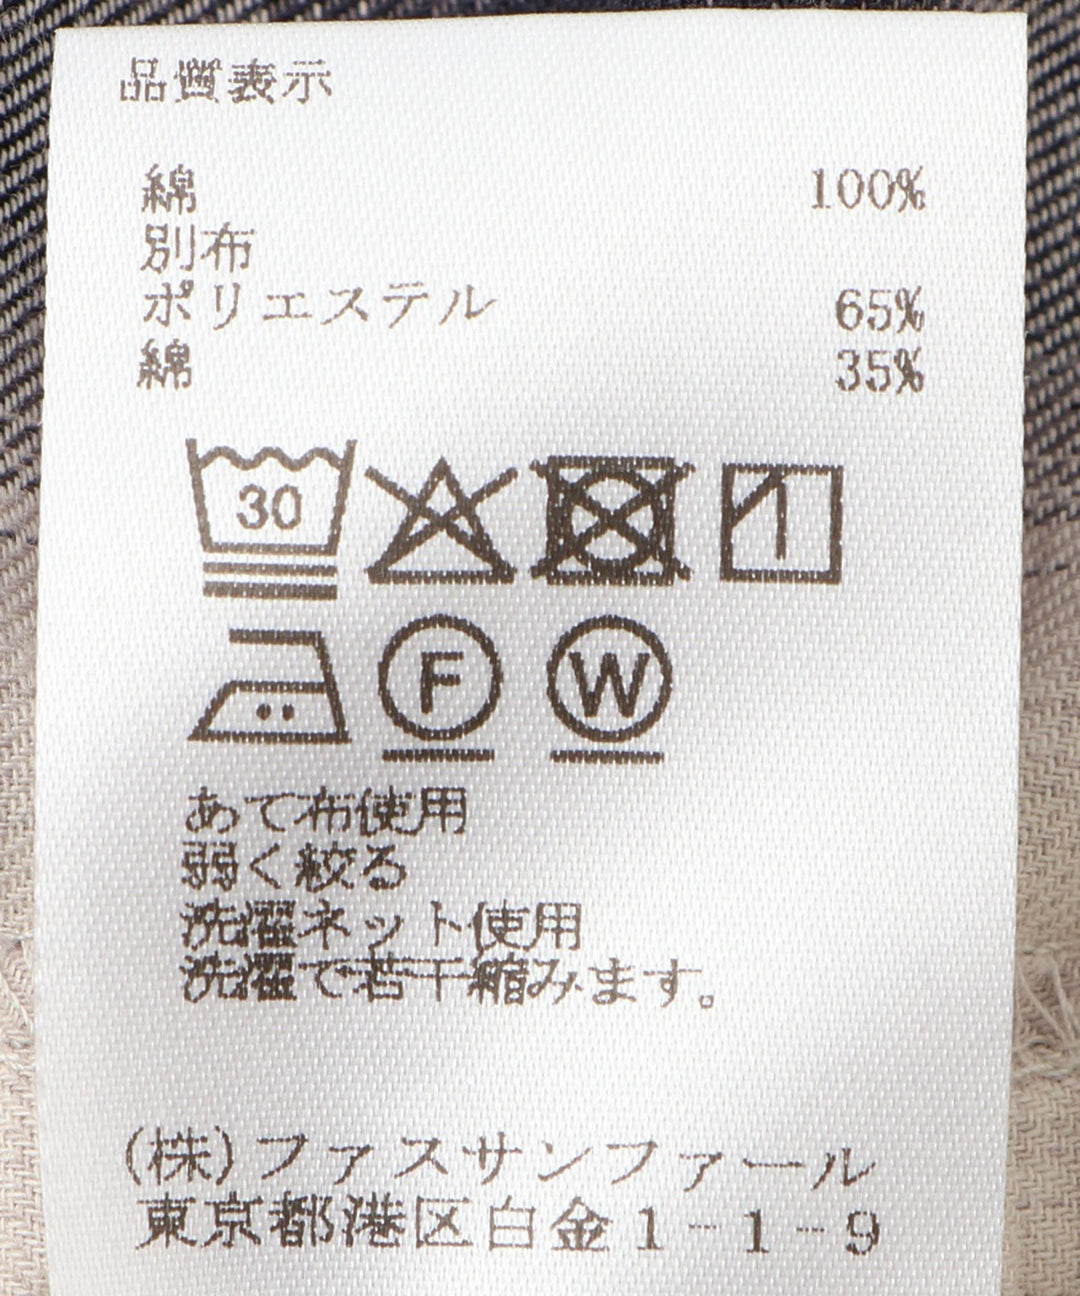 品質表示
綿 100%
別布
ポリエステル 65%
綿 35%
30
F W
あて布使用
弱く絞る
洗濯ネット使用
洗濯で若干縮みます。
(株)ファスサンファール
東京都港区白金1-1-9